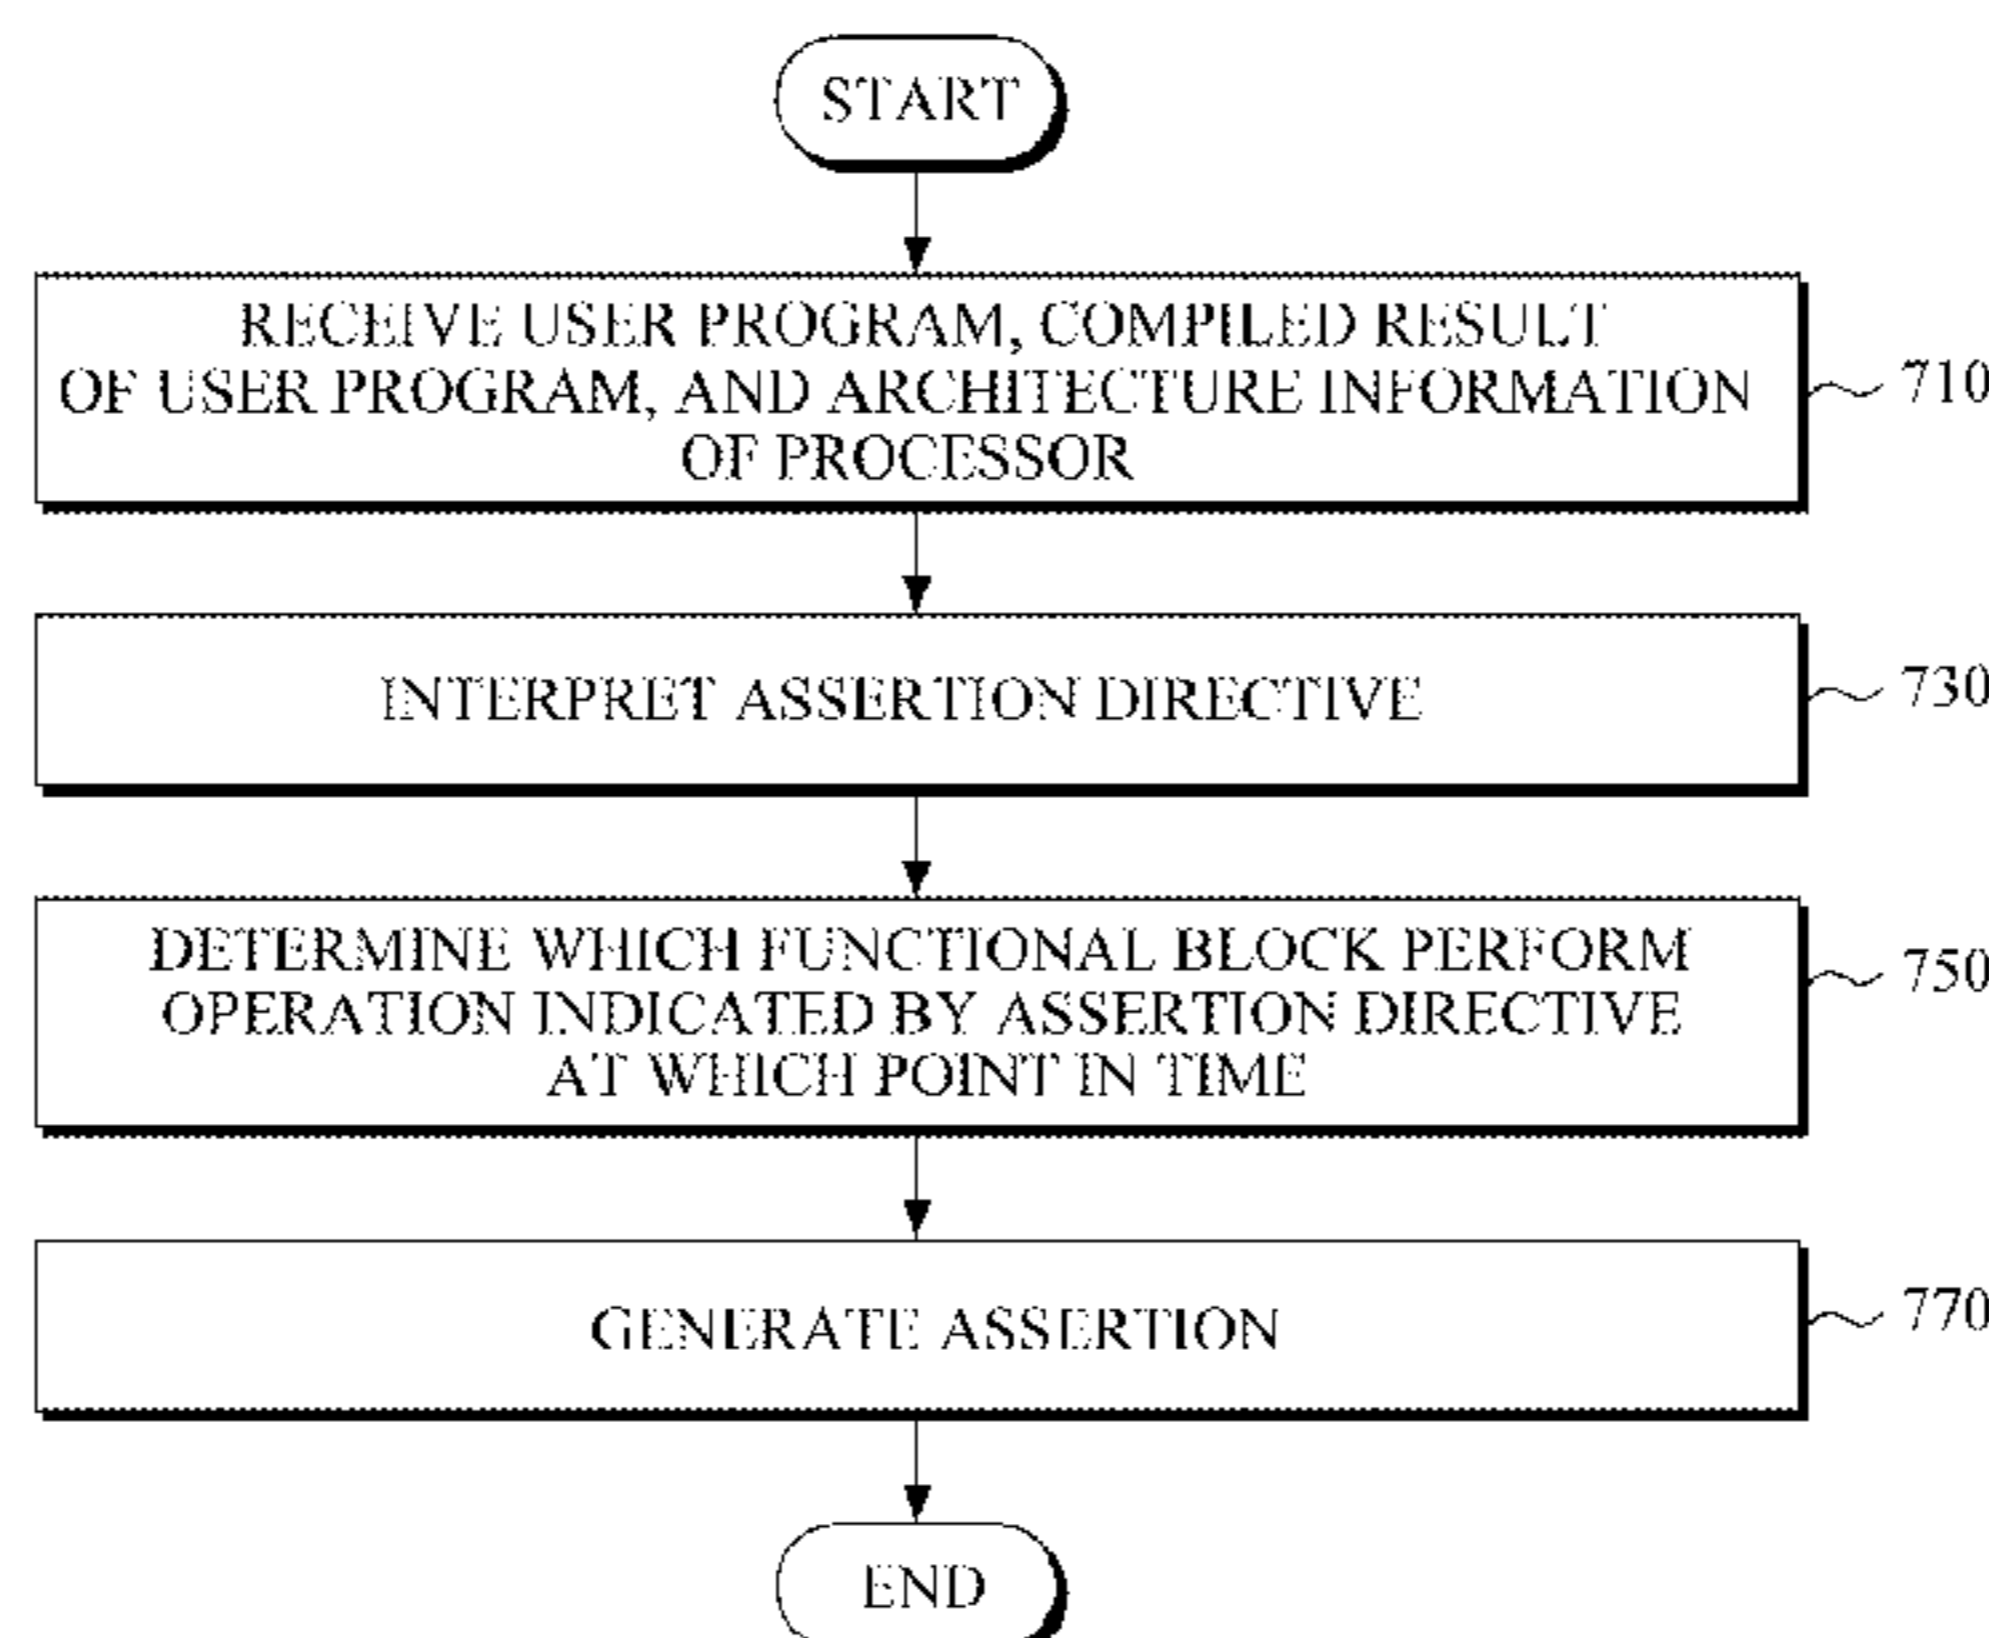 START
RECEIVE USER PROGRAM, COMPILED RESULT
OF USER PROGRAM, AND ARCHITECTURE INFORMATION
OF PROCESSOR
710
INTERPRET ASSERTION DIRECTIVE
730
DETERMINE WHICH FUNCTIONAL BLOCK PERFORM
OPERATION INDICATED BY ASSERTION DIRECTIVE
AT WHICH POINT IN TIME
750
GENERATE ASSERTION
770
END